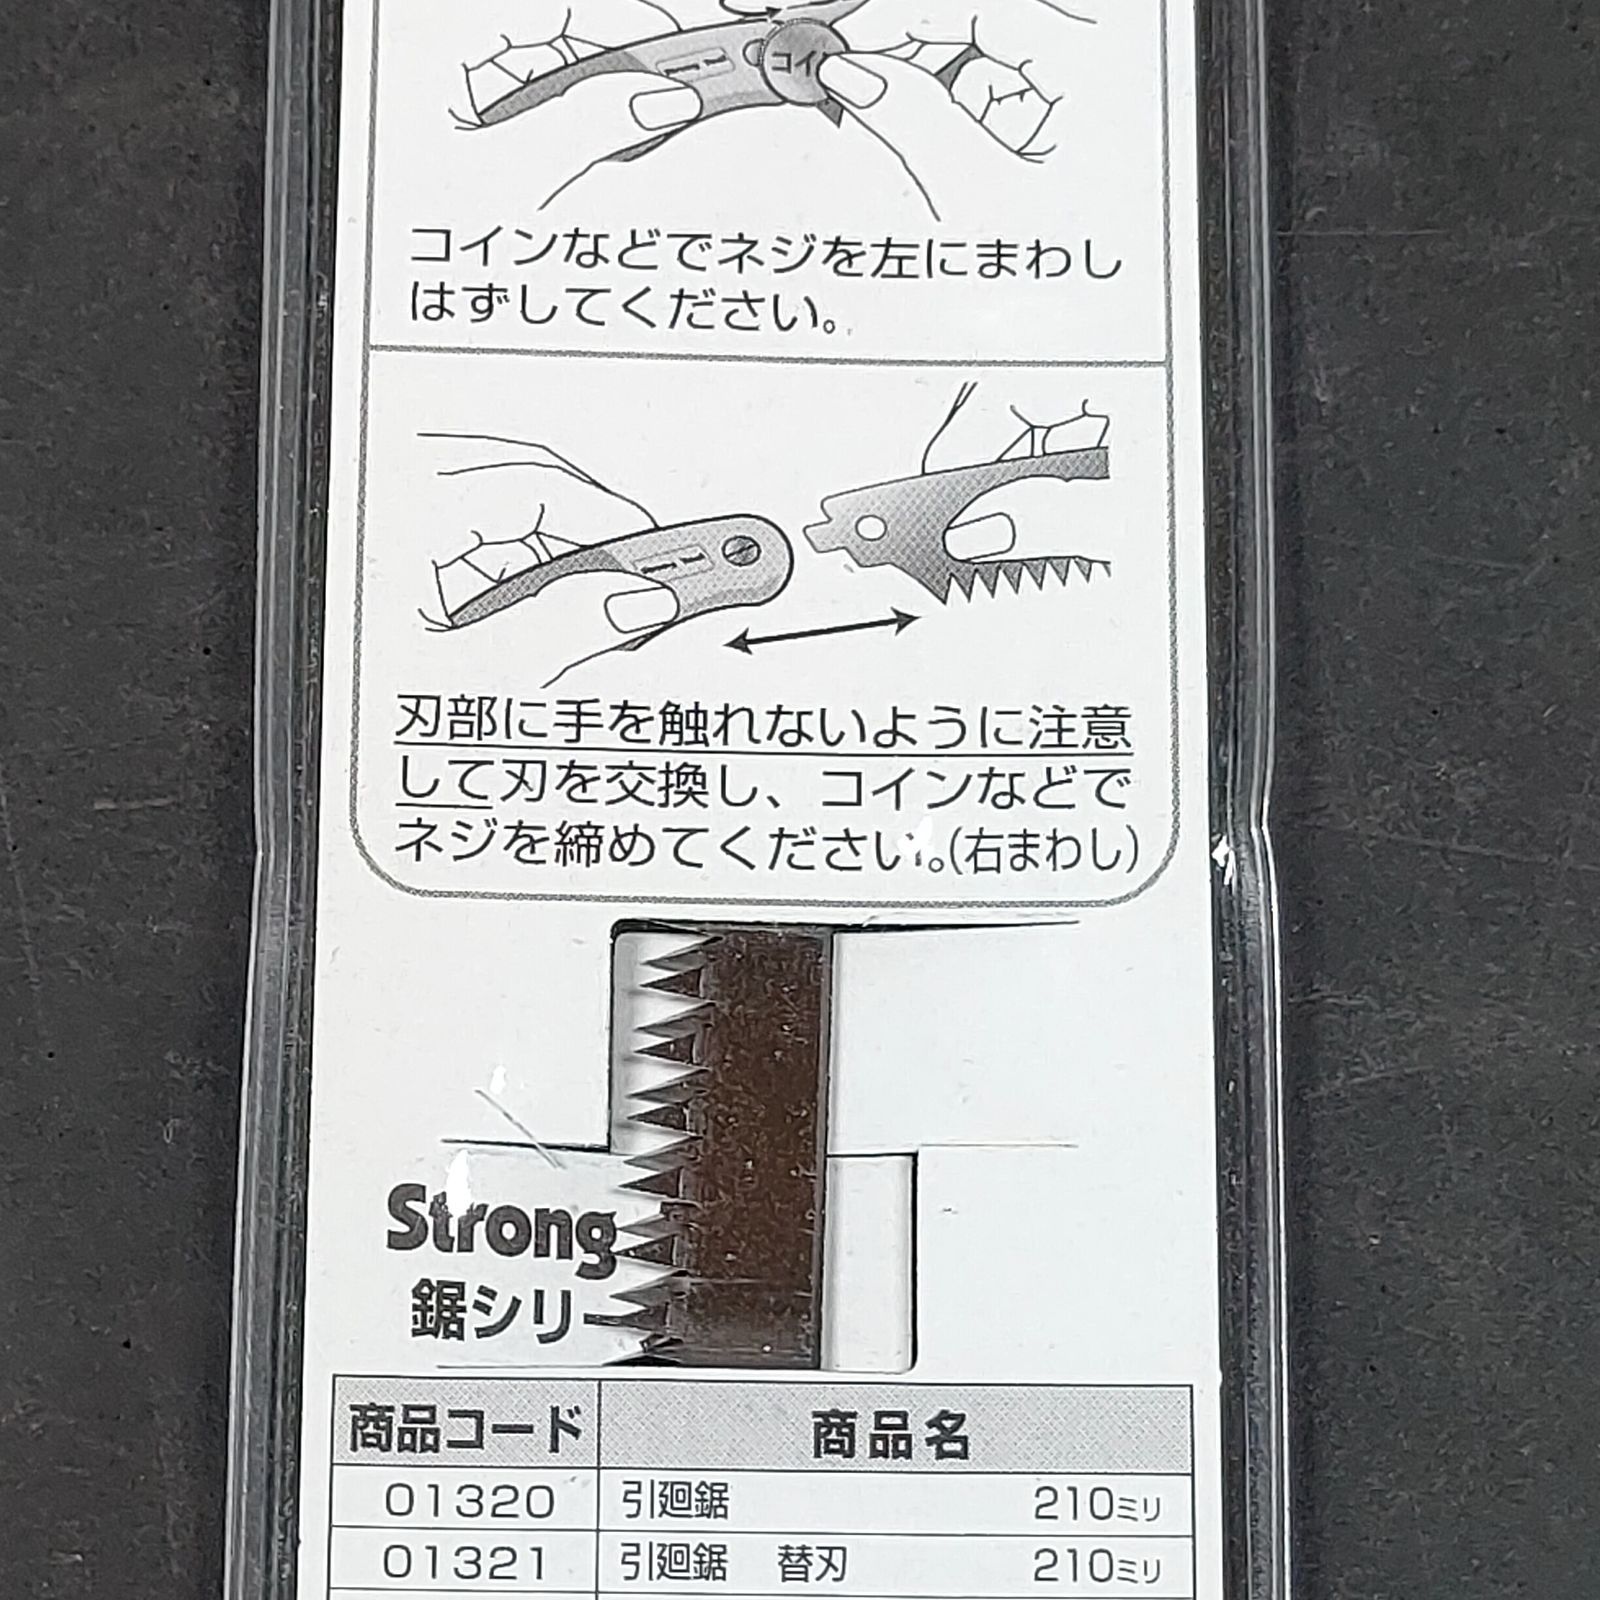 コイン
コインなどでネジを左にまわし
はずしてください。
刃部に手を触れないように注意
して刃を交換し、コインなどで
ネジを締めてください。(右まわし)
Strong
鋸シリー
商品コード 商品名
01320 引廻鋸 210ミリ
01321 引廻鋸 替刃 210ミリ